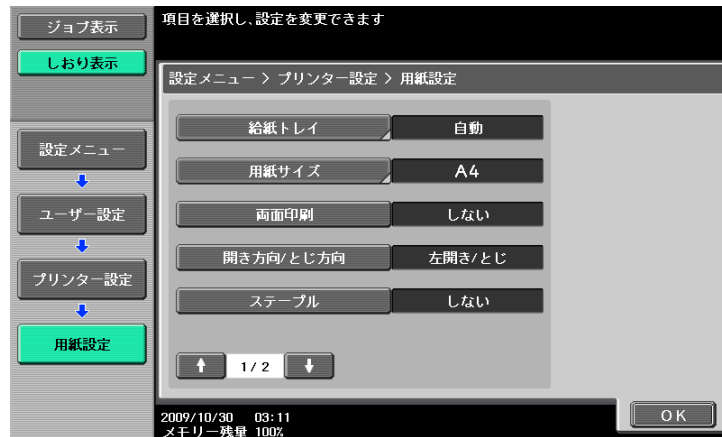 ジョブ表示
しおり表示
設定メニュー
ユーザー設定
プリンター設定
用紙設定
項目を選択し、設定を変更できます
設定メニュー > プリンター設定 > 用紙設定
給紙トレイ 自動
用紙サイズ A4
両面印刷 しない
開き方向/とじ方向 左開き/とじ
ステープル しない
↑ 1/2 ↓
2009/10/30 03:11
メモリー残量 100%
OK